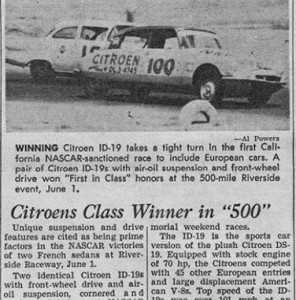 CITROEN
100
—Al Powers
WINNING Citroen ID-19 takes a tight turn In the first Cali-
fornia NASCAR-sanctioned race to include European cars. A
pair of Citroen ID-19s with air-oil suspension and front-wheel
drive won "First in Class" honors at the 500-mile Riverside
event, June 1.
Citroens Class Winner in "500"
Unique suspension and drive
features are cited as being prime
factors in the NASCAR victories
of two French sedans at River-
side Raceway, June 1.
Two identical Citroen ID-19s
with front-wheel drive and air-
oil suspension, cornered and
morial weekend races.
The ID-19 is the sports car
version of the plush Citroen DS-
19. Equipped with stock engine
of 70 hp, the Citroens competed
with 45 other European entries
and large displacement Ameri-
can V-8s. Top speed of the ID-